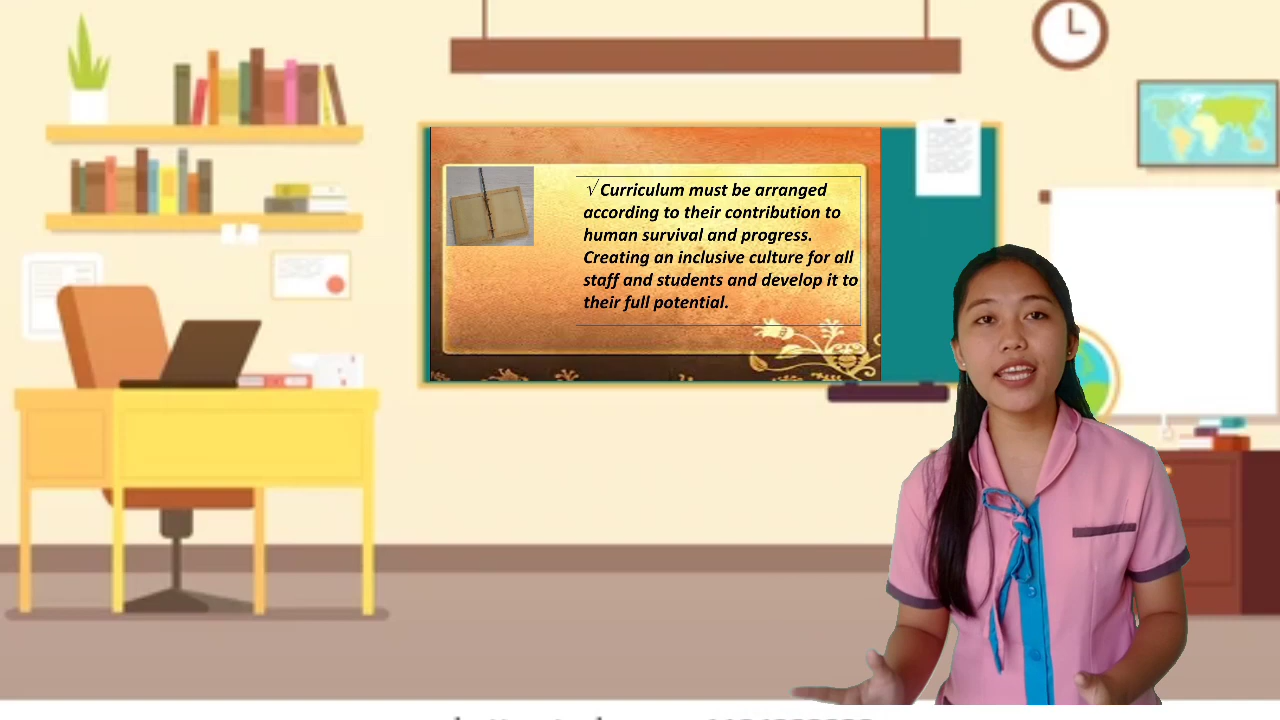 √ Curriculum must be arranged
according to their contribution to
human survival and progress.
Creating an inclusive culture for all
staff and students and develop it to
their full potential.